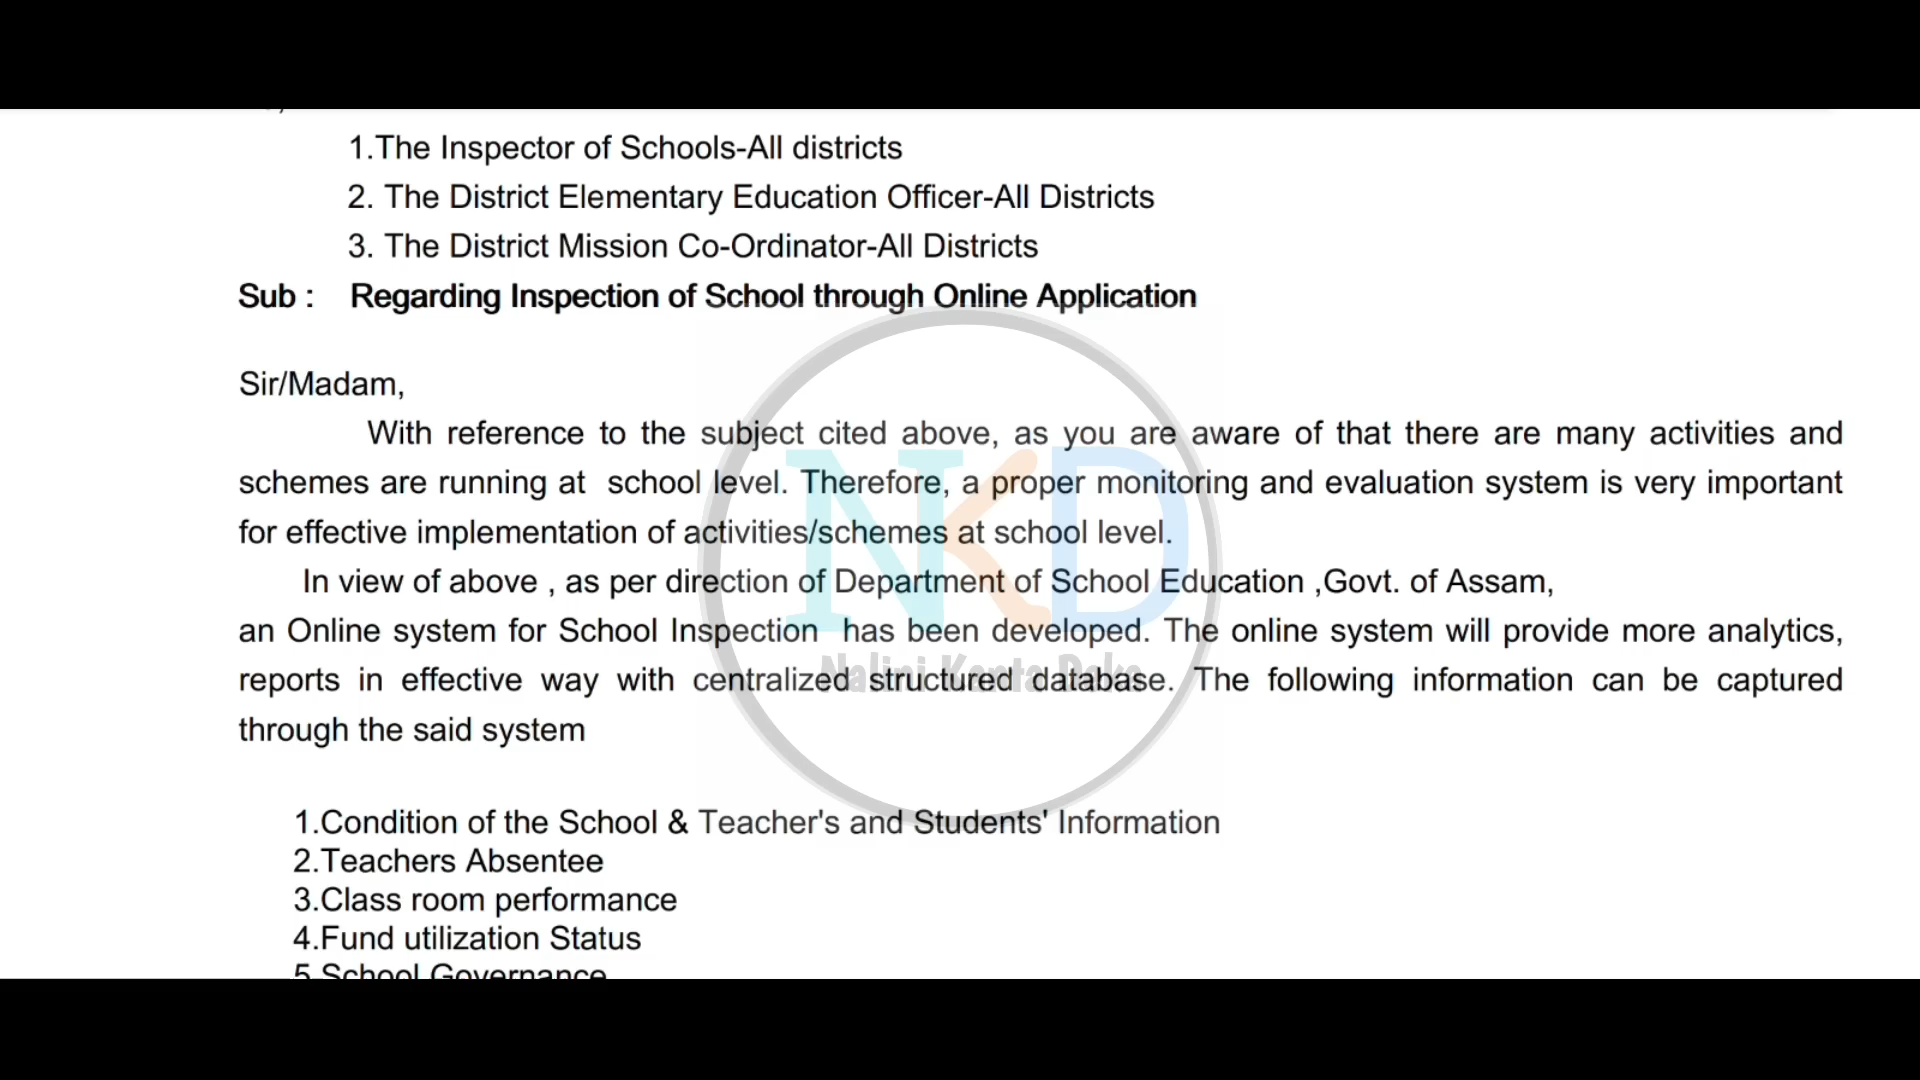 1.The Inspector of Schools-All districts
2. The District Elementary Education Officer-All Districts
3. The District Mission Co-Ordinator-All Districts
Sub : Regarding Inspection of School through Online Application
Sir/Madam,
With reference to the subject cited above, as you are aware of that there are many activities and
schemes are running at school level. Therefore, a proper monitoring and evaluation system is very important
for effective implementation of activities/schemes at school level.
In view of above , as per direction of Department of School Education ,Govt. of Assam,
an Online system for School Inspection has been developed. The online system will provide more analytics,
reports in effective way with centralized structured database. The following information can be captured
through the said system
1.Condition of the School & Teacher's and Students' Information
2.Teachers Absentee
3.Class room performance
4.Fund utilization Status
5.School Governance
NKD
Nalini Kanta Deka